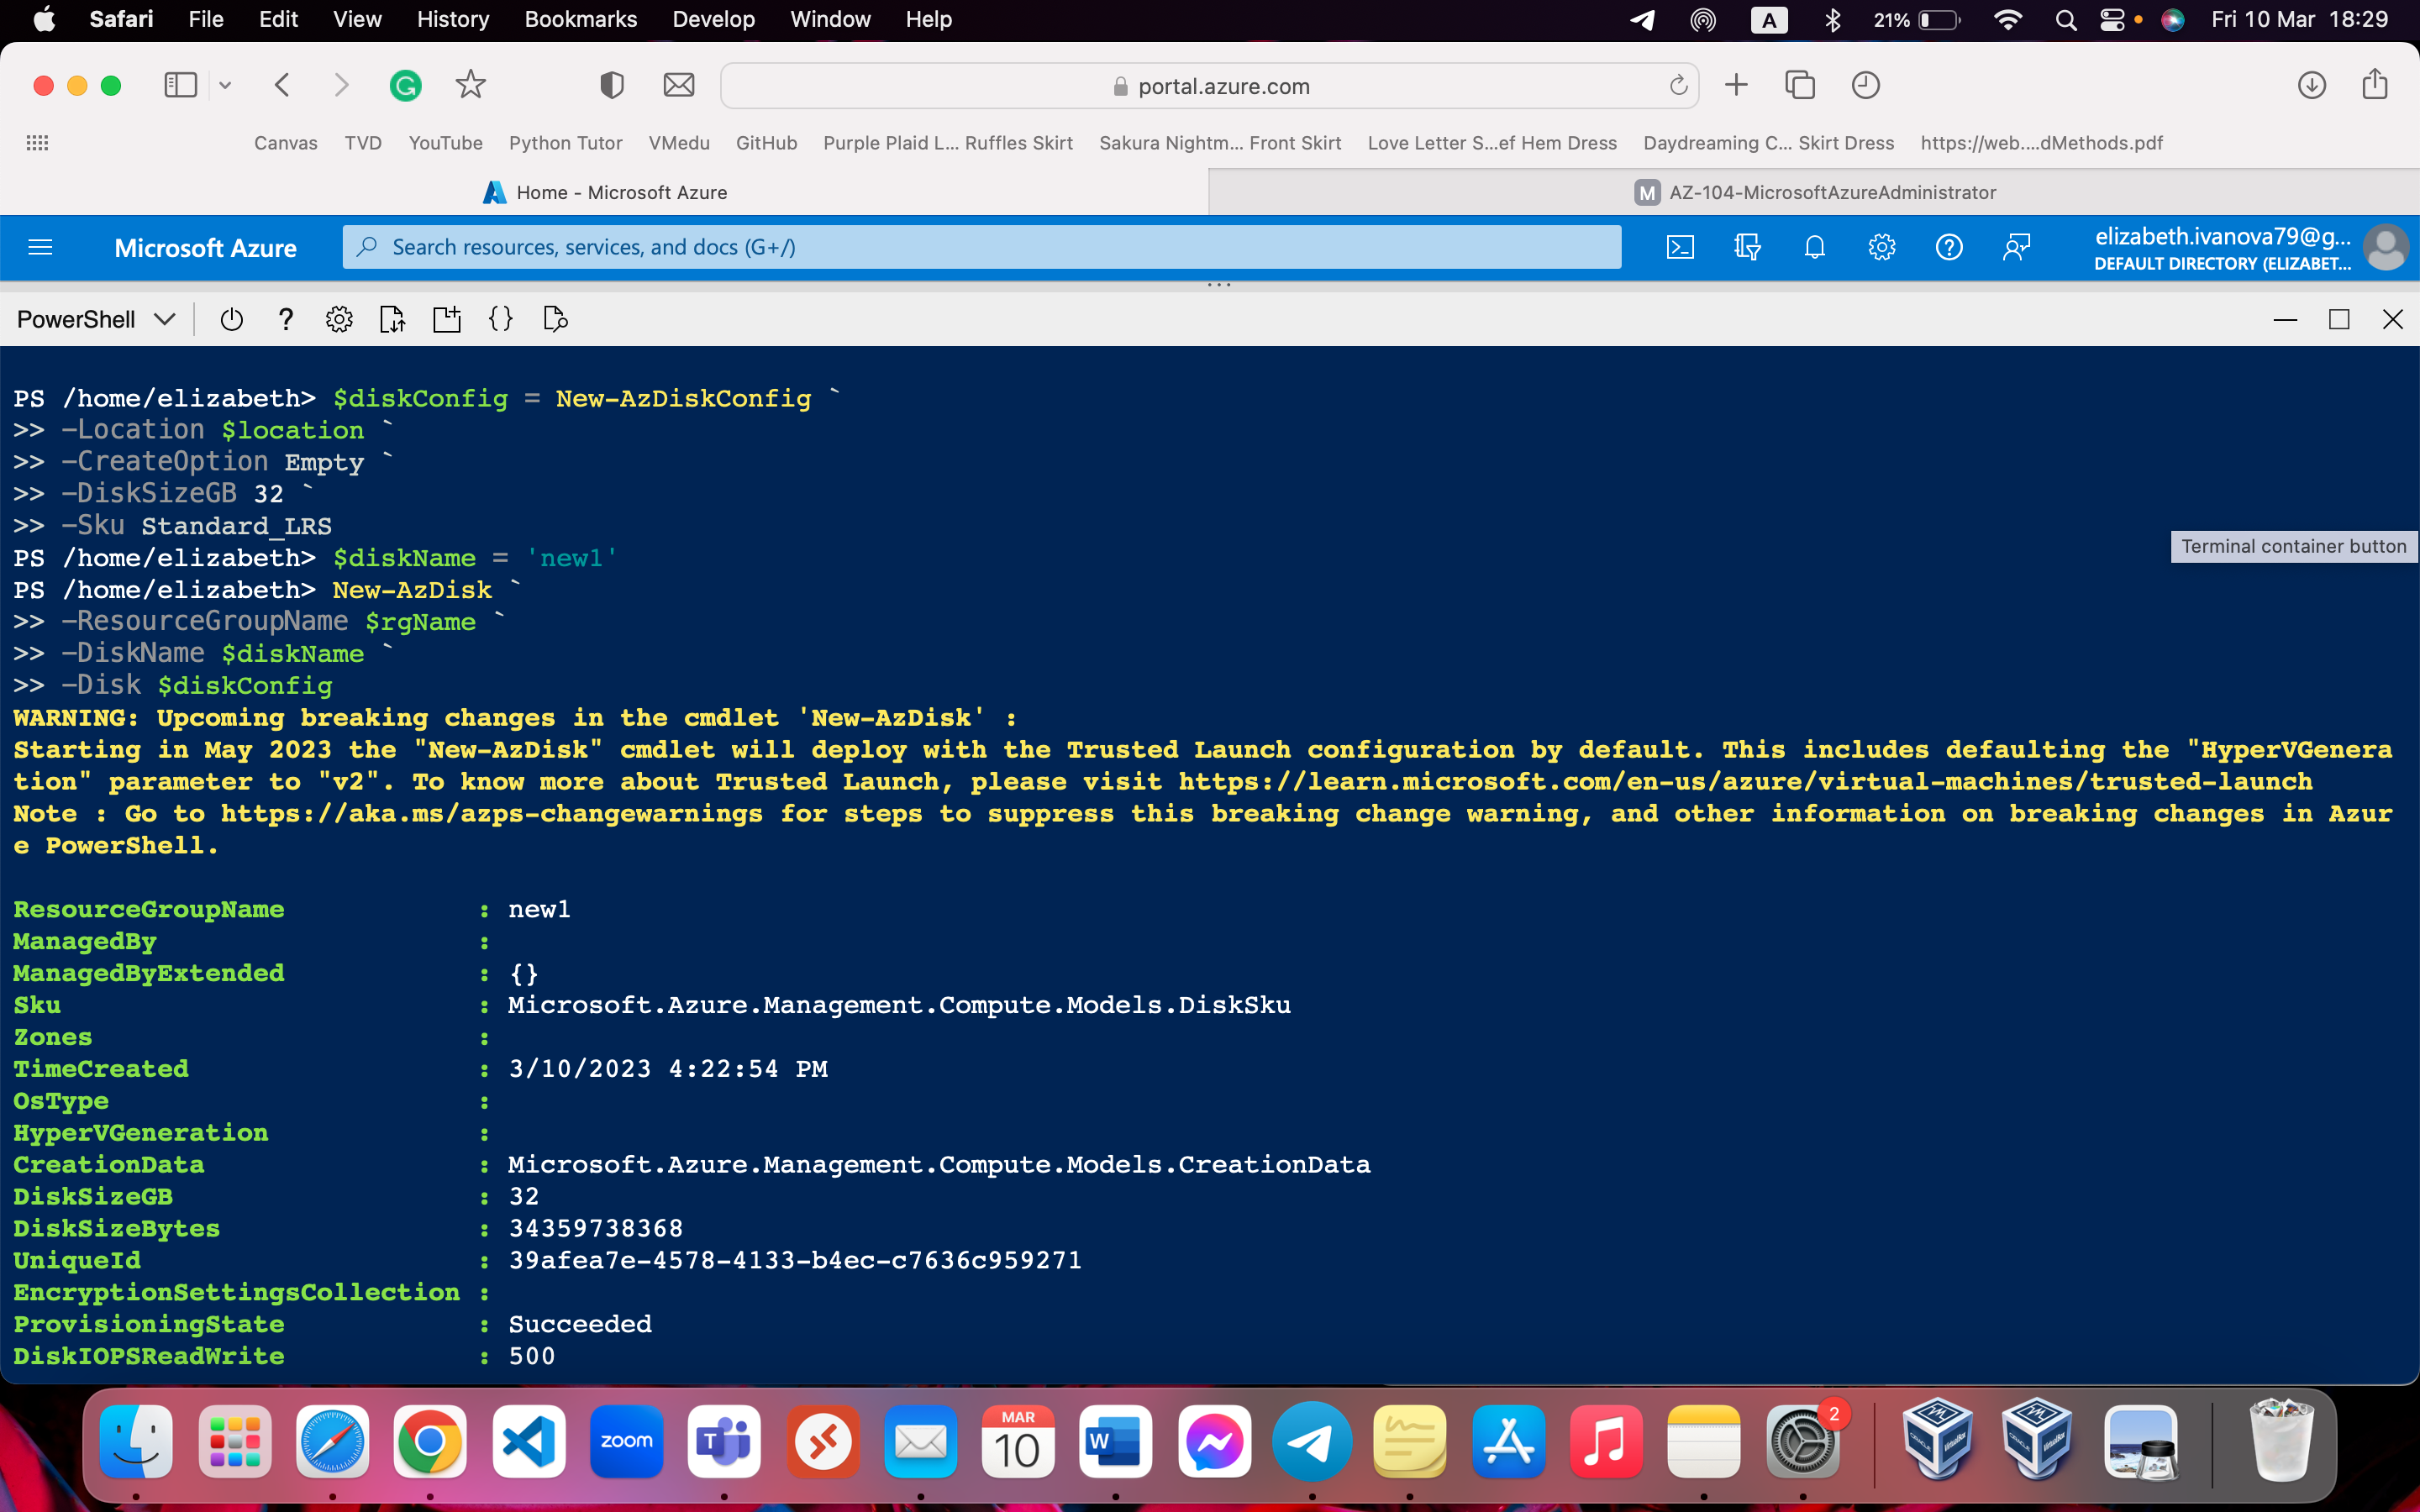 Safari File Edit View History Bookmarks Develop Window Help A 21% Fri 10 Mar 18:29
portal.azure.com
Canvas TVD YouTube Python Tutor VMedu GitHub Purple Plaid L... Ruffles Skirt Sakura Nightm... Front Skirt Love Letter S...ef Hem Dress Daydreaming C... Skirt Dress https://web....dMethods.pdf
Home - Microsoft Azure M AZ-104-MicrosoftAzureAdministrator
Microsoft Azure Search resources, services, and docs (G+/) elizabeth.ivanova79@g...
DEFAULT DIRECTORY (ELIZABET...
PowerShell ? {}
PS /home/elizabeth> $diskConfig = New-AzDiskConfig `
>> -Location $location `
>> -CreateOption Empty `
>> -DiskSizeGB 32 `
>> -Sku Standard_LRS
PS /home/elizabeth> $diskName = 'new1'
Terminal container button
PS /home/elizabeth> New-AzDisk `
>> -ResourceGroupName $rgName `
>> -DiskName $diskName `
>> -Disk $diskConfig
WARNING: Upcoming breaking changes in the cmdlet 'New-AzDisk' :
Starting in May 2023 the "New-AzDisk" cmdlet will deploy with the Trusted Launch configuration by default. This includes defaulting the "HyperVGenera
tion" parameter to "v2". To know more about Trusted Launch, please visit https://learn.microsoft.com/en-us/azure/virtual-machines/trusted-launch
Note : Go to https://aka.ms/azps-changewarnings for steps to suppress this breaking change warning, and other information on breaking changes in Azur
e PowerShell.
ResourceGroupName : new1
ManagedBy :
ManagedByExtended : {}
Sku : Microsoft.Azure.Management.Compute.Models.DiskSku
Zones :
TimeCreated : 3/10/2023 4:22:54 PM
OsType :
HyperVGeneration :
CreationData : Microsoft.Azure.Management.Compute.Models.CreationData
DiskSizeGB : 32
DiskSizeBytes : 34359738368
UniqueId : 39afea7e-4578-4133-b4ec-c7636c959271
EncryptionSettingsCollection :
ProvisioningState : Succeeded
DiskIOPSReadWrite : 500
zoom T MAR 10 W 2